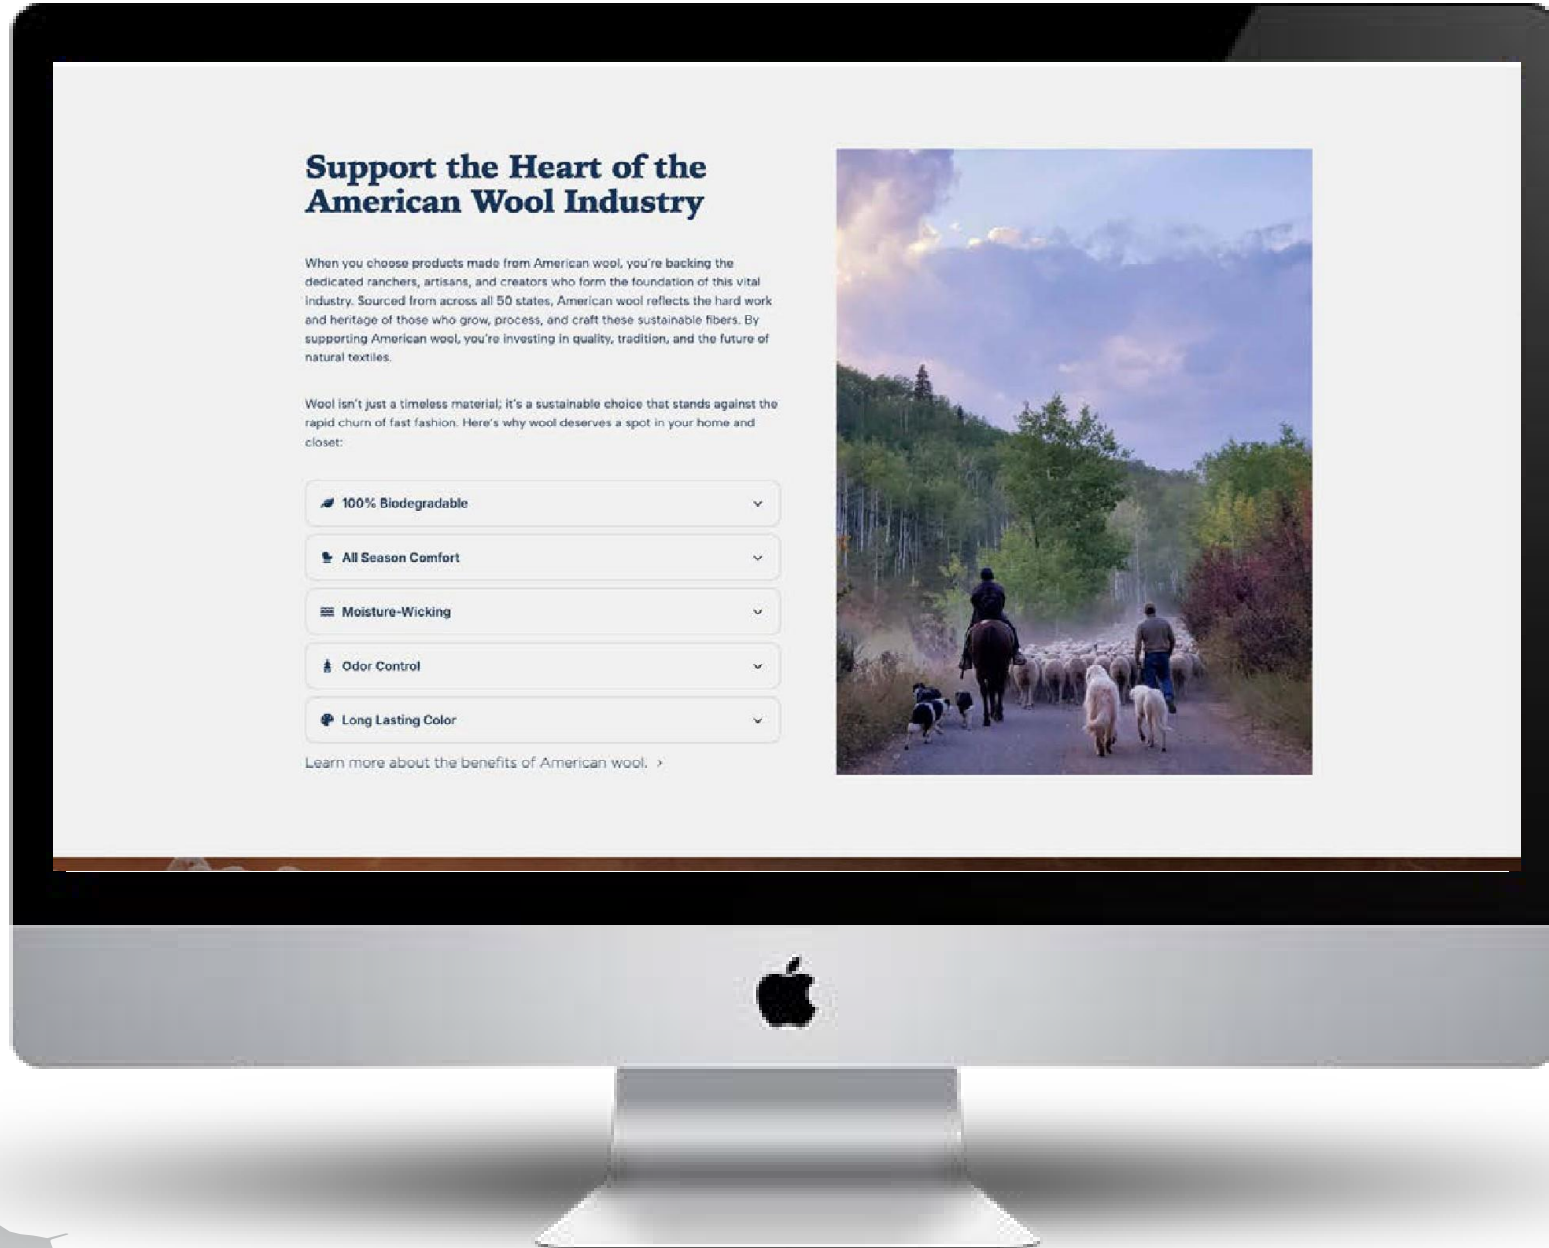 Support the Heart of the
American Wool Industry
When you choose products made from American wool, you're backing the
dedicated ranchers, artisans, and creators who form the foundation of this vital
industry. Sourced from across all 50 states, American wool reflects the hard work
and heritage of those who grow, process, and craft these sustainable fibers. By
supporting American wool, you're investing in quality, tradition, and the future of
natural textiles.
Wool isn't just a timeless material; it's a sustainable choice that stands against the
rapid churn of fast fashion. Here's why wool deserves a spot in your home and
closet:
100% Biodegradable
All Season Comfort
Moisture-Wicking
Odor Control
Long Lasting Color
Learn more about the benefits of American wool. ›